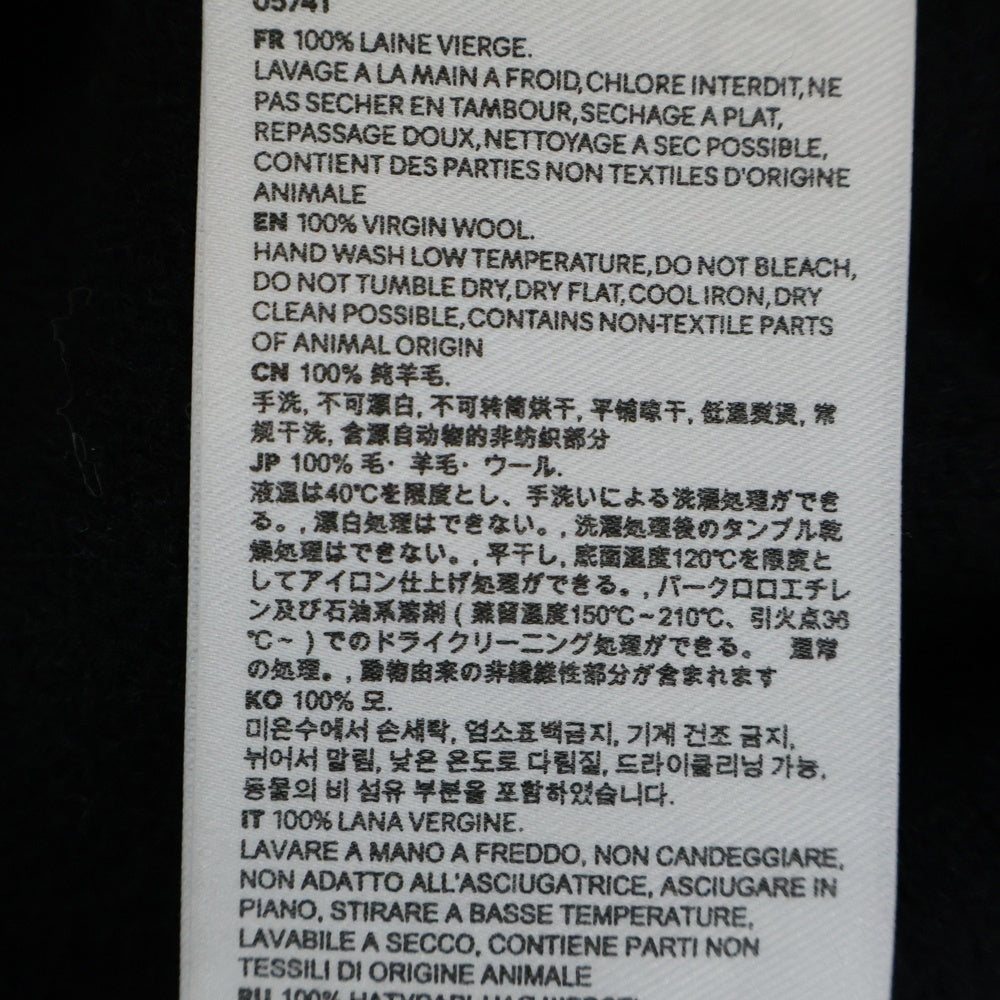 05741
FR 100% LAINE VIERGE.
LAVAGE A LA MAIN A FROID,CHLORE INTERDIT,NE
PAS SECHER EN TAMBOUR,SECHAGE A PLAT,
REPASSAGE DOUX,NETTOYAGE A SEC POSSIBLE,
CONTIENT DES PARTIES NON TEXTILES D'ORIGINE
ANIMALE
EN 100% VIRGIN WOOL.
HAND WASH LOW TEMPERATURE,DO NOT BLEACH,
DO NOT TUMBLE DRY,DRY FLAT,COOL IRON,DRY
CLEAN POSSIBLE,CONTAINS NON-TEXTILE PARTS
OF ANIMAL ORIGIN
CN 100% 纯羊毛.
手洗, 不可漂白, 不可转筒烘干, 平铺晾干, 低温熨烫, 常
规干洗, 含源自动物的非纺织部分
JP 100% 毛· 羊毛· ウール.
液温は40℃を限度とし、手洗いによる洗濯処理ができ
る。, 漂白処理はできない。, 洗濯処理後のタンブル乾
燥処理はできない。, 平干し, 底面温度120℃を限度と
してアイロン仕上げ処理ができる。, パークロロエチレ
ン及び石油系溶剤 ( 蒸留温度150℃~210℃、引火点38
℃~ ) でのドライクリーニング処理ができる。 通常
の処理。, 動物由来の非繊維性部分が含まれます
KO 100% 모.
미온수에서 손세탁, 염소표백금지, 기계 건조 금지,
뉘어서 말림, 낮은 온도로 다림질, 드라이클리닝 가능,
동물의 비 섬유 부분을 포함하였습니다.
IT 100% LANA VERGINE.
LAVARE A MANO A FREDDO, NON CANDEGGIARE,
NON ADATTO ALL'ASCIUGATRICE, ASCIUGARE IN
PIANO, STIRARE A BASSE TEMPERATURE,
LAVABILE A SECCO, CONTIENE PARTI NON
TESSILI DI ORIGINE ANIMALE
RU 100%